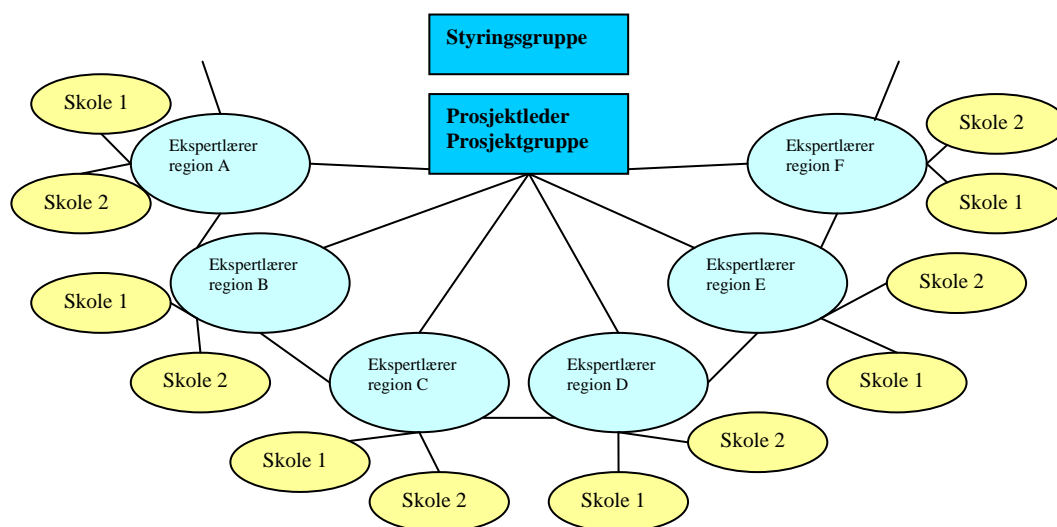 Styringsgruppe
Prosjektleder
Prosjektgruppe
Skole 1
Ekspertlærer
region A
Skole 2
Ekspertlærer
region F
Skole 2
Skole 1
Ekspertlærer
region B
Skole 1
Skole 2
Ekspertlærer
region E
Skole 2
Skole 1
Ekspertlærer
region C
Skole 1
Skole 2
Ekspertlærer
region D
Skole 2
Skole 1